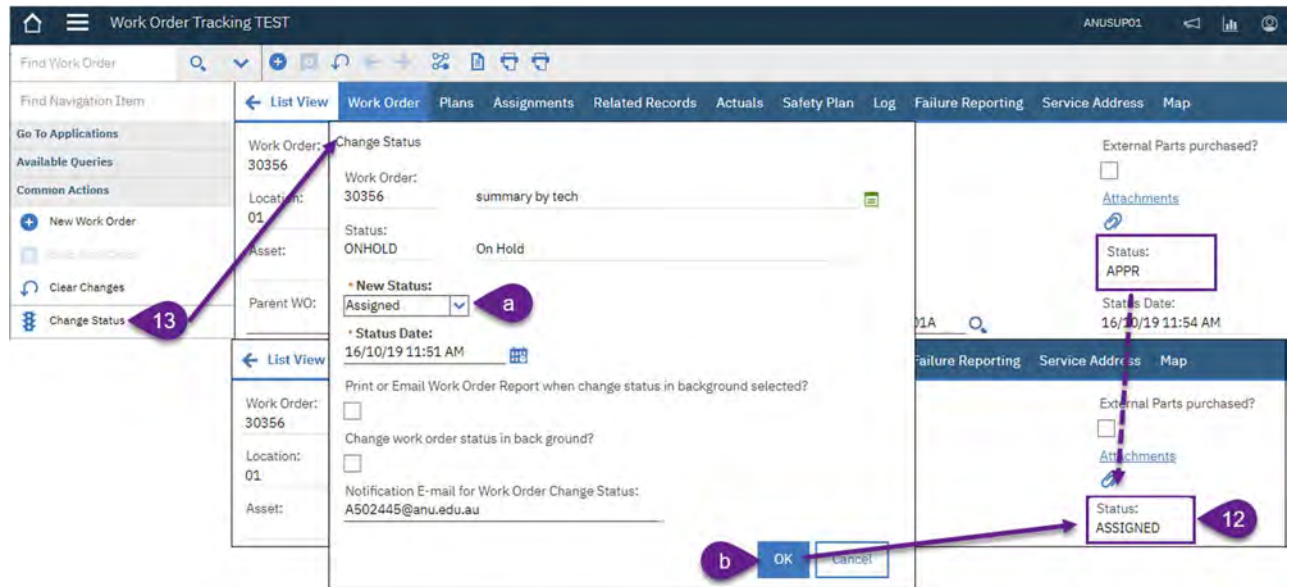 Work Order Tracking TEST
ANUSUP01
Find Work Order
Find Navigation Item
List View Work Order Plans Assignments Related Records Actuals Safety Plan Log Failure Reporting Service Address Map
Go To Applications
Available Queries
Common Actions
New Work Order
Clear Changes
Change Status
13
Work Order:
30356
Location:
01
Asset:
Parent WO:
Change Status
Work Order:
30356 summary by tech
Status:
ONHOLD On Hold
* New Status:
Assigned
a
* Status Date:
16/10/19 11:51 AM
Print or Email Work Order Report when change status in background selected?
Change work order status in back ground?
Notification E-mail for Work Order Change Status:
A502445@anu.edu.au
b
OK Cancel
External Parts purchased?
Attachments
Status:
APPR
Status Date:
16/10/19 11:54 AM
01A
List View
Failure Reporting Service Address Map
Work Order:
30356
Location:
01
Asset:
External Parts purchased?
Attachments
Status:
ASSIGNED
12